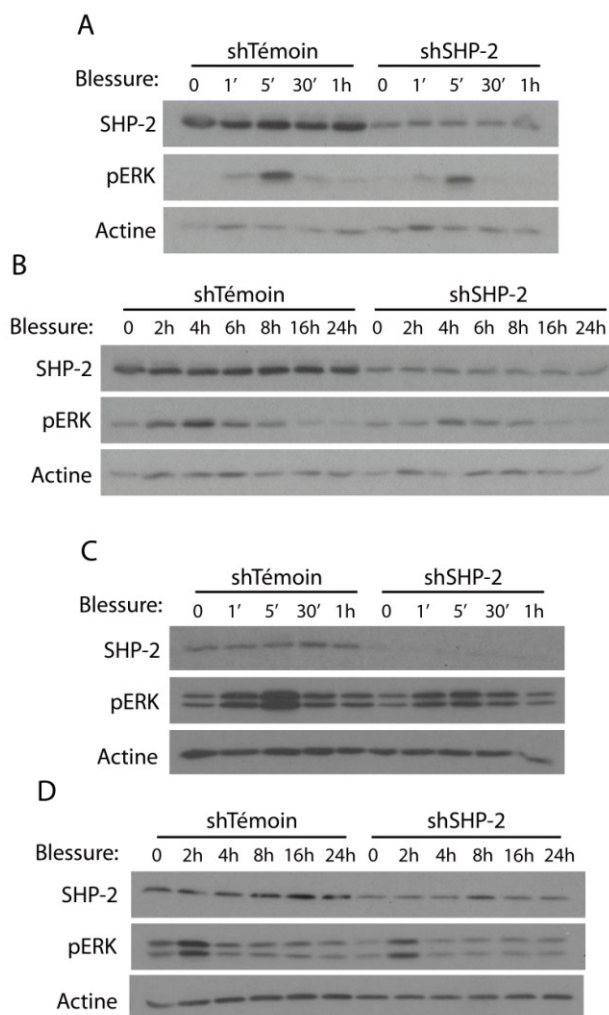 A
shTémoin shSHP-2
Blessure: 0 1’ 5’ 30’ 1h 0 1’ 5’ 30’ 1h
SHP-2
pERK
Actine
B
shTémoin shSHP-2
Blessure: 0 2h 4h 6h 8h 16h 24h 0 2h 4h 6h 8h 16h 24h
SHP-2
pERK
Actine
C
shTémoin shSHP-2
Blessure: 0 1’ 5’ 30’ 1h 0 1’ 5’ 30’ 1h
SHP-2
pERK
Actine
D
shTémoin shSHP-2
Blessure: 0 2h 4h 8h 16h 24h 0 2h 4h 8h 16h 24h
SHP-2
pERK
Actine